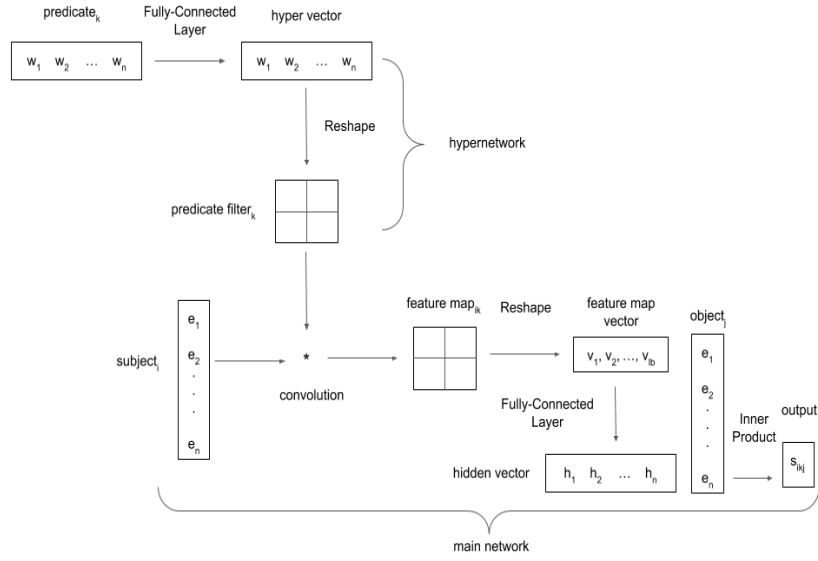 predicate_k
Fully-Connected
Layer
hyper vector
w_1 w_2 … w_n
w_1 w_2 … w_n
Reshape
hypernetwork
predicate filter_k
feature map_ik
Reshape
feature map
vector
object_j
subject_i
e_1
e_2
.
.
.
e_n
*
convolution
v_1, v_2, …, v_lb
Fully-Connected
Layer
hidden vector
h_1 h_2 … h_n
e_1
e_2
.
.
.
e_n
Inner
Product
output
s_ikj
main network